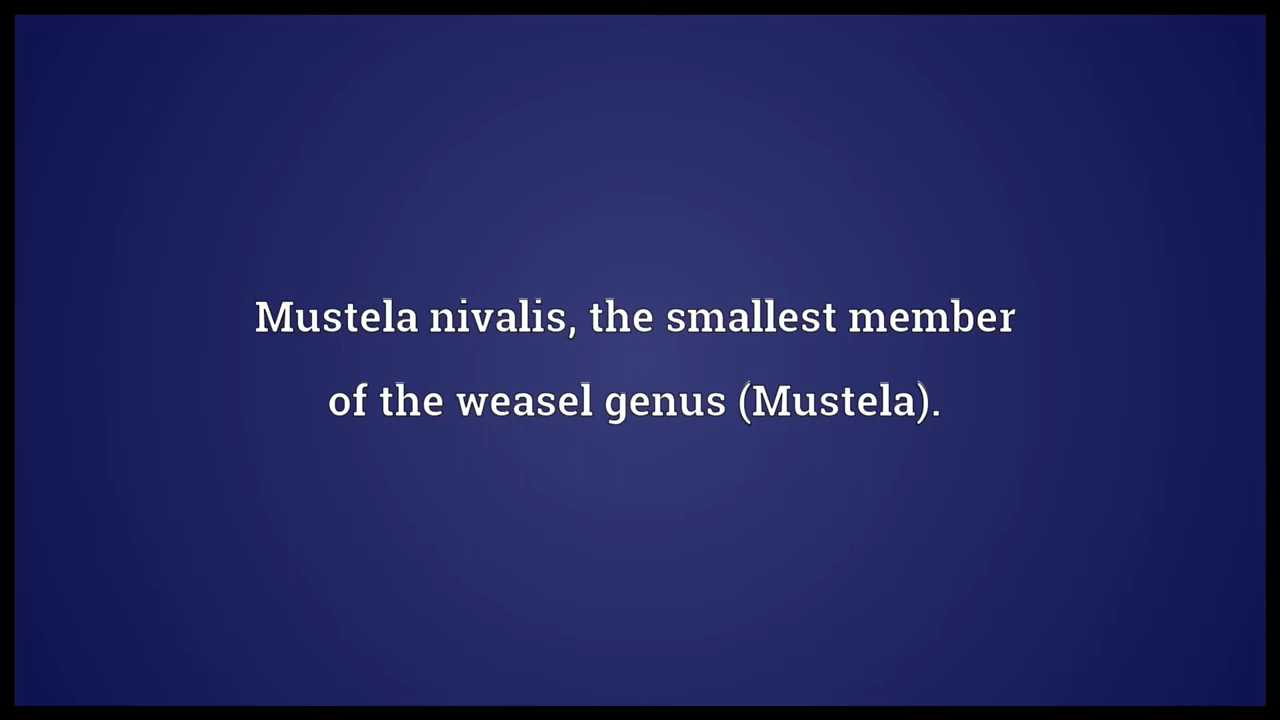 Mustela nivalis, the smallest member
of the weasel genus (Mustela).